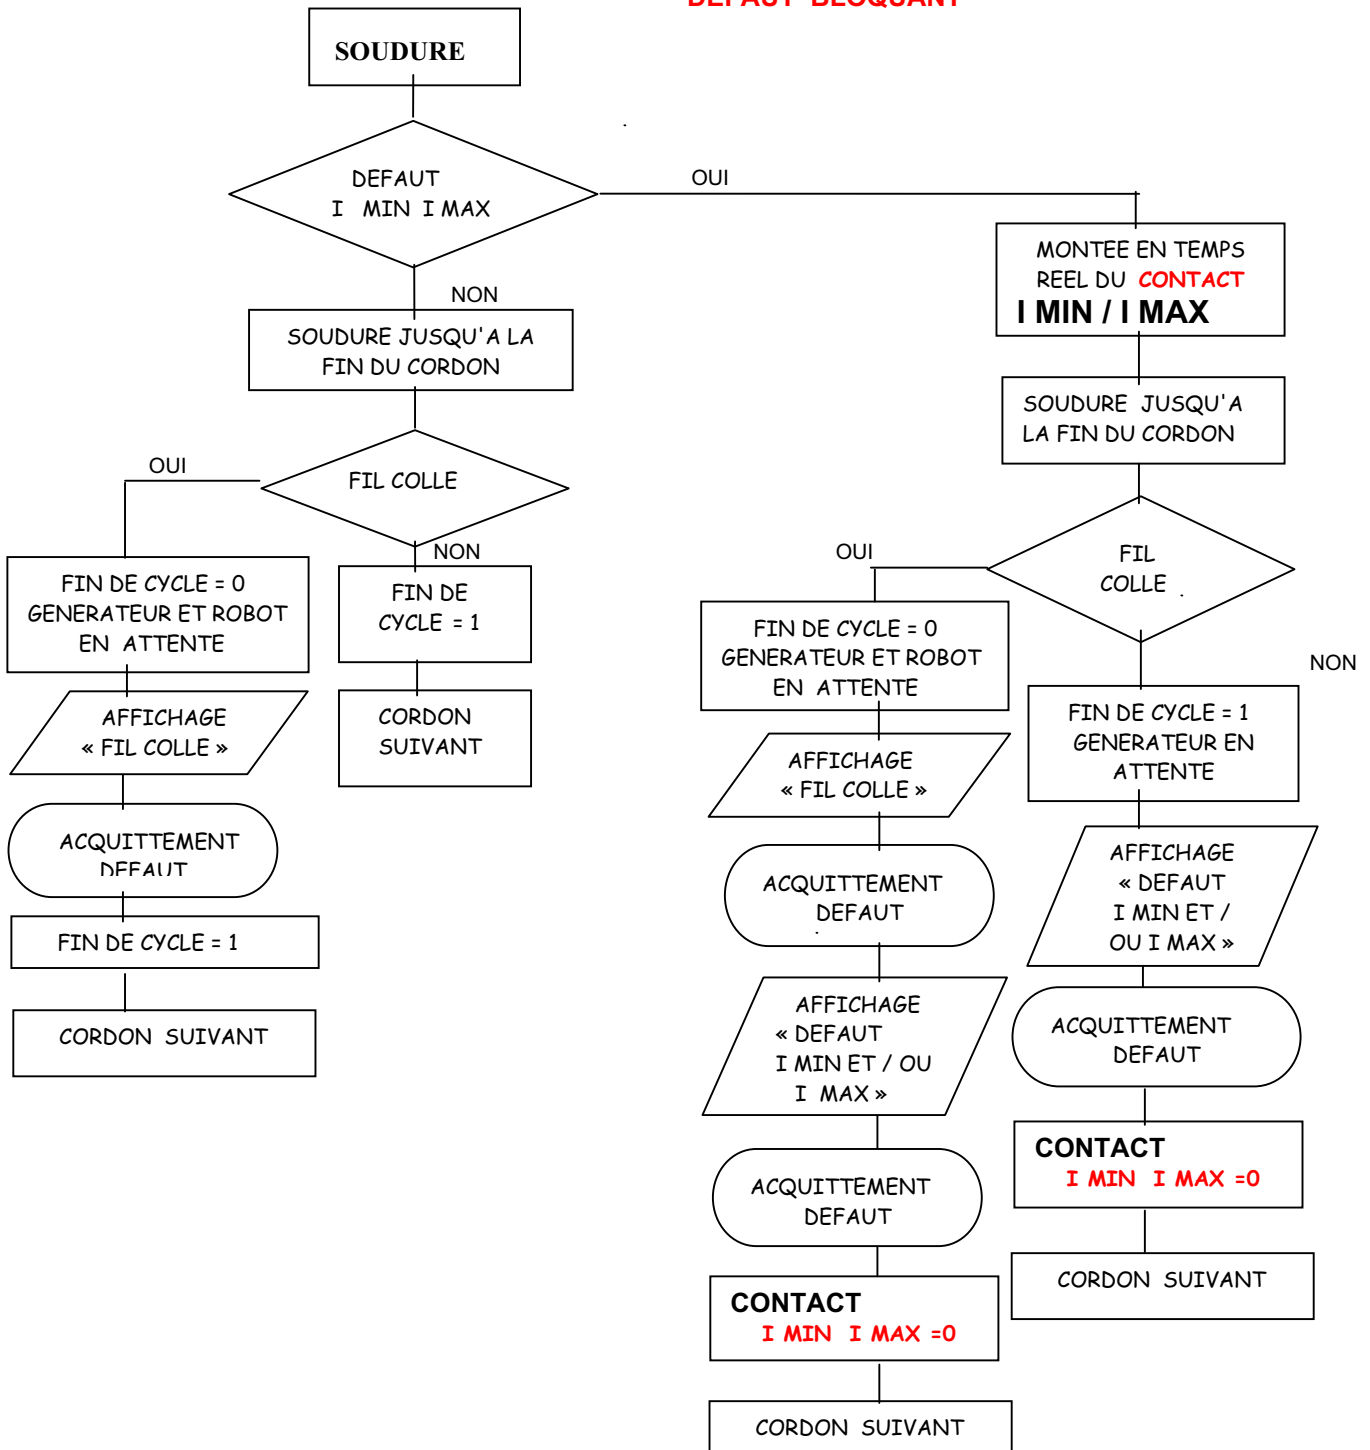 DEFAUT BLOQUANT
SOUDURE
DEFAUT
I MIN I MAX
OUI
NON
MONTEE EN TEMPS
REEL DU CONTACT
I MIN / I MAX
SOUDURE JUSQU'A LA
FIN DU CORDON
SOUDURE JUSQU'A
LA FIN DU CORDON
OUI
FIL COLLE
NON
FIN DE CYCLE = 0
GENERATEUR ET ROBOT
EN ATTENTE
FIN DE
CYCLE = 1
AFFICHAGE
« FIL COLLE »
CORDON
SUIVANT
ACQUITTEMENT
DEFAUT
FIN DE CYCLE = 1
CORDON SUIVANT
OUI
FIL
COLLE
NON
FIN DE CYCLE = 0
GENERATEUR ET ROBOT
EN ATTENTE
AFFICHAGE
« FIL COLLE »
ACQUITTEMENT
DEFAUT
AFFICHAGE
« DEFAUT
I MIN ET / OU
I MAX »
ACQUITTEMENT
DEFAUT
CONTACT
I MIN I MAX =0
CORDON SUIVANT
FIN DE CYCLE = 1
GENERATEUR EN
ATTENTE
AFFICHAGE
« DEFAUT
I MIN ET /
OU I MAX »
ACQUITTEMENT
DEFAUT
CONTACT
I MIN I MAX =0
CORDON SUIVANT